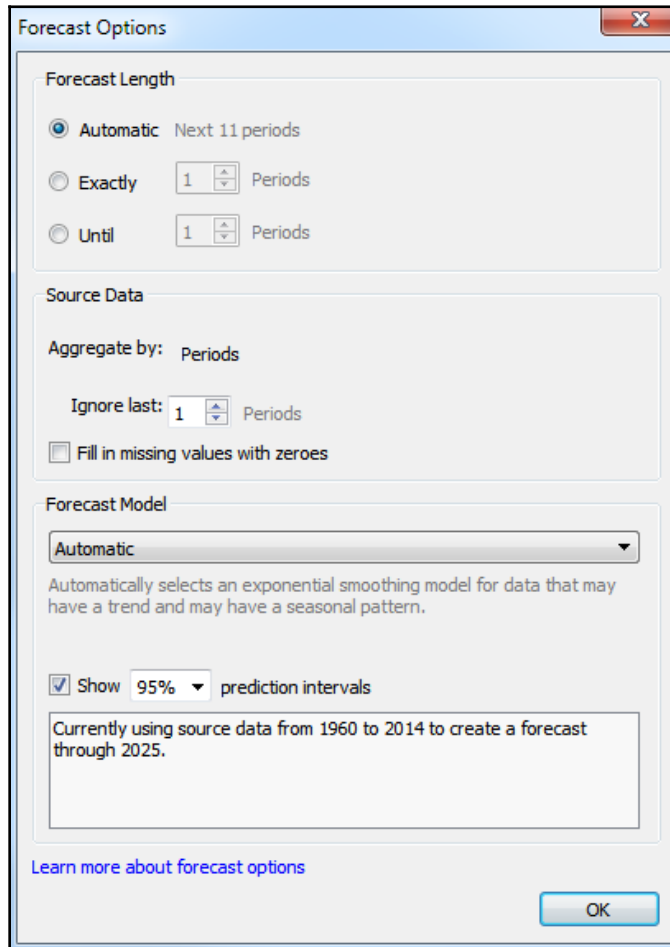 Forecast Options
Forecast Length
Automatic Next 11 periods
Exactly 1 Periods
Until 1 Periods
Source Data
Aggregate by: Periods
Ignore last: 1 Periods
Fill in missing values with zeroes
Forecast Model
Automatic
Automatically selects an exponential smoothing model for data that may
have a trend and may have a seasonal pattern.
Show 95% prediction intervals
Currently using source data from 1960 to 2014 to create a forecast
through 2025.
Learn more about forecast options
OK